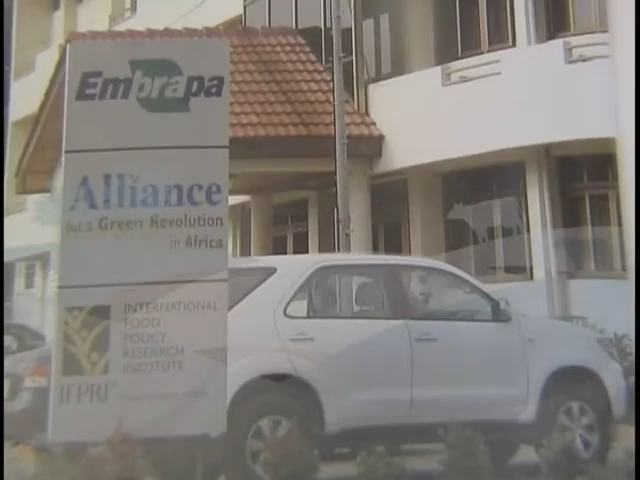 Embrapa
Alliance
for a Green Revolution
in Africa
INTERNATIONAL
FOOD
POLICY
RESEARCH
INSTITUTE
IFPRI